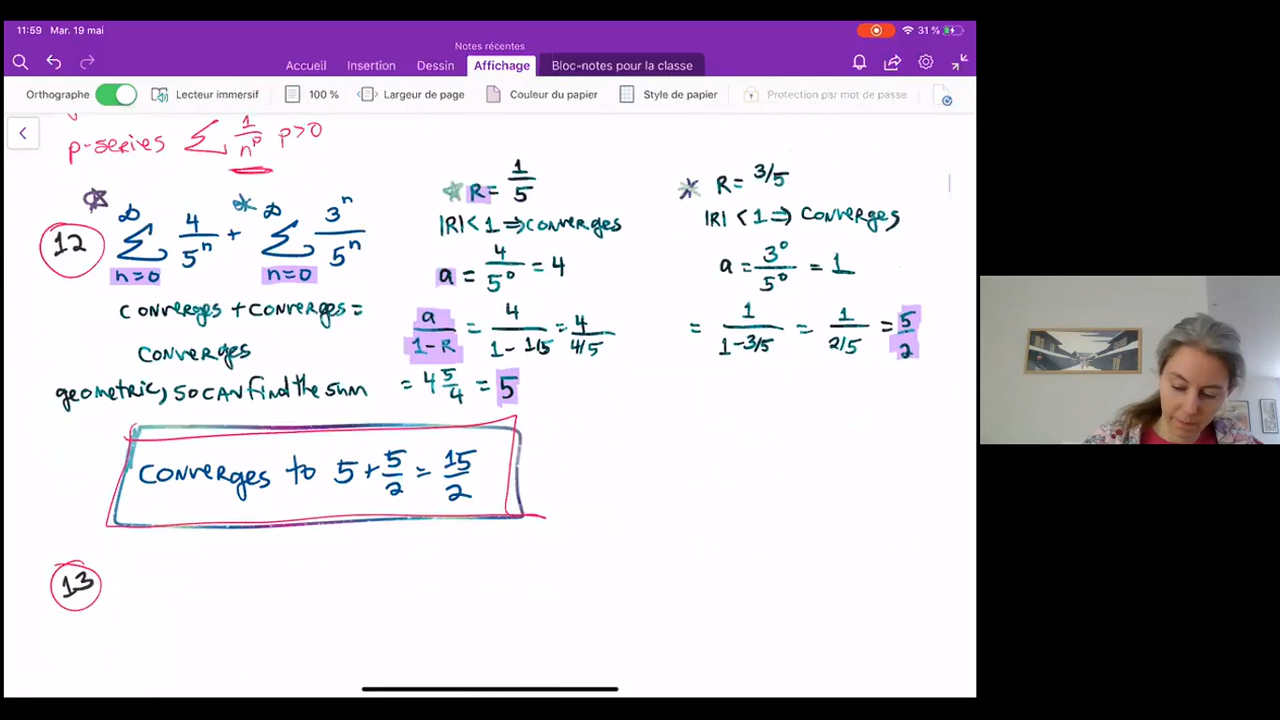 11:59 Mar. 19 mai
31 %
Notes récentes
Accueil Insertion Dessin Affichage Bloc-notes pour la classe
Orthographe Lecteur immersif 100 % Largeur de page Couleur du papier Style de papier Protection par mot de passe
p-series ∑ 1/n^p p>0
12
∞ ∑ n=0 4/5^n + ∞ ∑ n=0 3^n/5^n
converges + converges =
converges
geometric, so can find the sum
R = 1/5
|R| < 1 ⇒ converges
a = 4/5^0 = 4
a/1-R = 4/1-1/5 = 4/4/5
= 4 5/4 = 5
R = 3/5
|R| < 1 ⇒ converges
a = 3^0/5^0 = 1
= 1/1-3/5 = 1/2/5 = 5/2
converges to 5 + 5/2 = 15/2
13